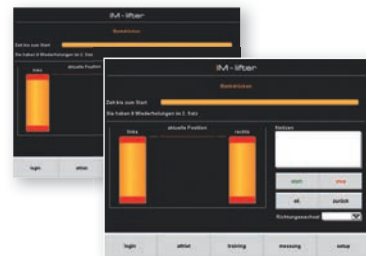 iM-lifter
Bankdrücken
Zeit bis zum Start
Sie haben 9 Wiederholungen im 2. Satz
aktuelle Position
links
login
athlet
iM-lifter
Bankdrücken
Zeit bis zum Start
Sie haben 9 Wiederholungen im 2. Satz
aktuelle Position
links
rechts
Notizen
start
stop
ok
zurück
Richtungswechsel
login
athlet
training
messung
setup